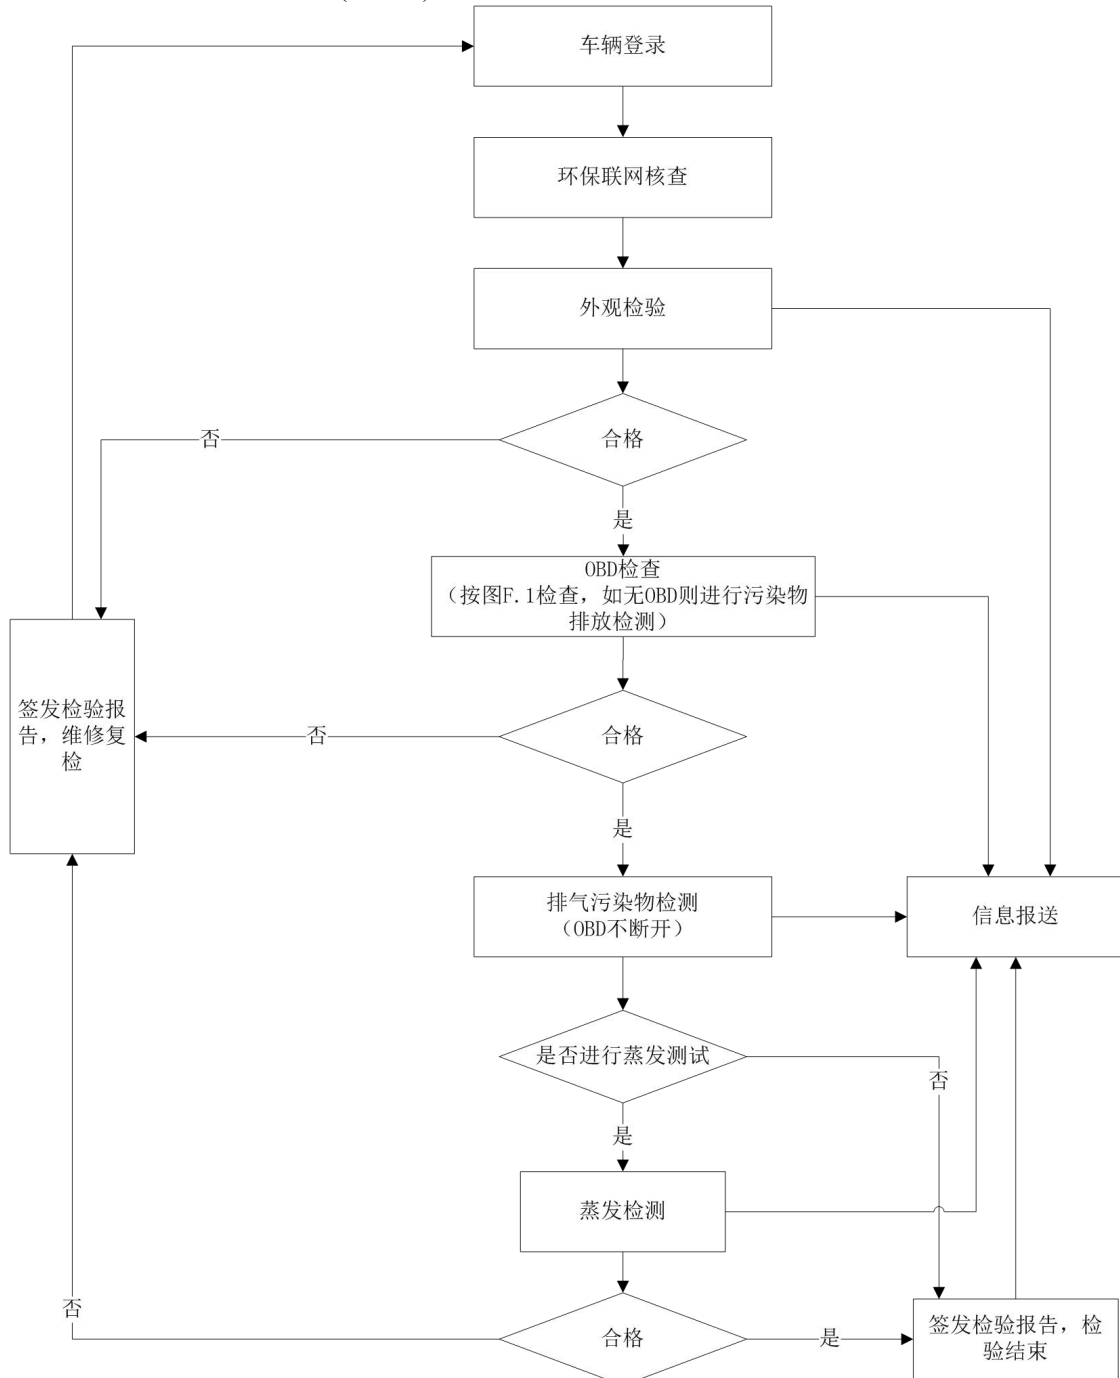 车辆登录
环保联网核查
外观检验
合格
否
是
OBD检查
（按图F.1检查，如无OBD则进行污染物
排放检测）
签发检验报
告，维修复
检
合格
否
是
排气污染物检测
（OBD不断开）
信息报送
是否进行蒸发测试
否
是
蒸发检测
否
合格
是
签发检验报告，检
验结束